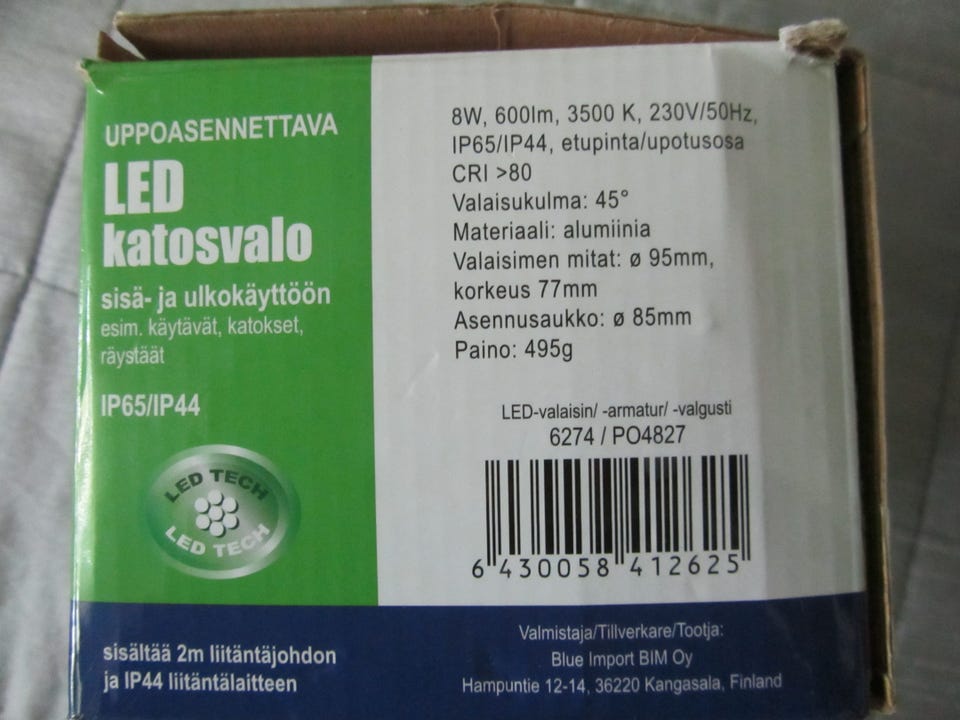 UPPOASENNETTAVA
LED
katosvalo
sisä- ja ulkokäyttöön
esim. käytävät, katokset,
räystäät
IP65/IP44
LED TECH
LED TECH
sisältää 2m liitäntäjohdon
ja IP44 liitäntälaitteen
8W, 600lm, 3500 K, 230V/50Hz,
IP65/IP44, etupinta/upotusosa
CRI >80
Valaisukulma: 45°
Materiaali: alumiinia
Valaisimen mitat: ø 95mm,
korkeus 77mm
Asennusaukko: ø 85mm
Paino: 495g
LED-valaisin/ -armatur/ -valgusti
6274 / PO4827
6 430058 412625
Valmistaja/Tillverkare/Tootja:
Blue Import BIM Oy
Hampuntie 12-14, 36220 Kangasala, Finland